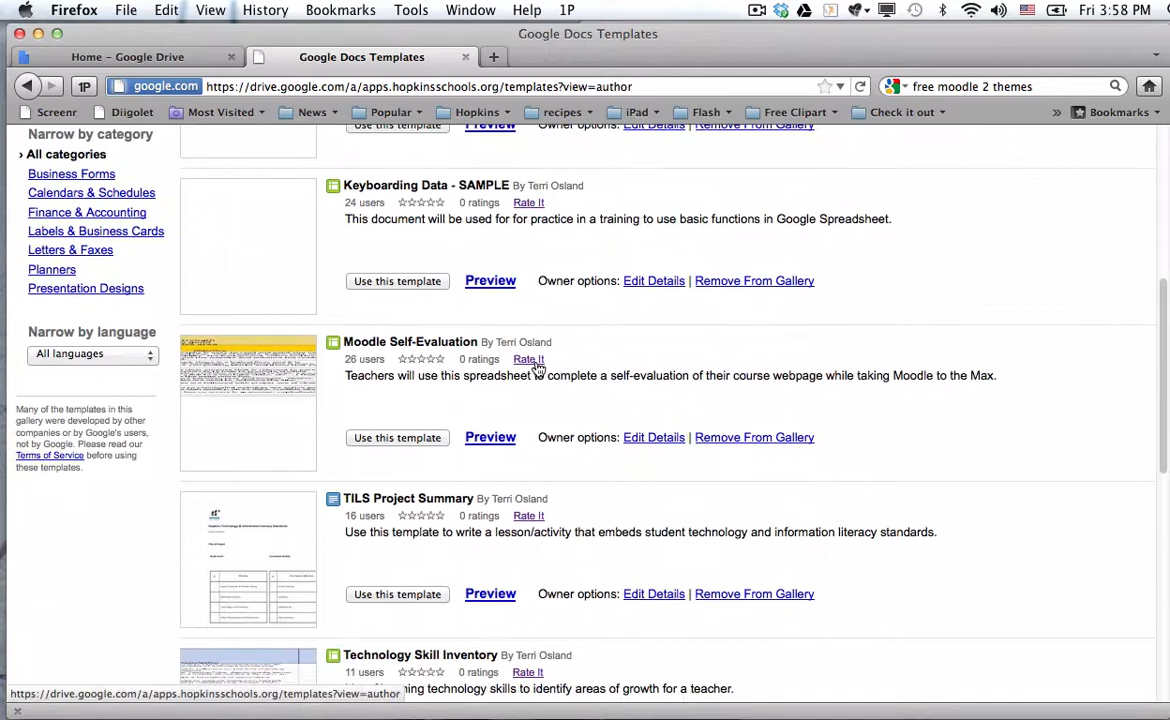 Firefox File Edit View History Bookmarks Tools Window Help 1P Fri 3:58 PM
Google Docs Templates
Home – Google Drive Google Docs Templates
1P google.com https://drive.google.com/a/apps.hopkinsschools.org/templates?view=author free moodle 2 themes
Screenr Diigolet Most Visited News Popular Hopkins recipes iPad Flash Free Clipart Check it out » Bookmarks
Narrow by category
› All categories
Business Forms
Calendars & Schedules
Finance & Accounting
Labels & Business Cards
Letters & Faxes
Planners
Presentation Designs
Narrow by language
All languages
Many of the templates in this
gallery were developed by other
companies or by Google's users,
not by Google. Please read our
Terms of Service before using
these templates.
Preview Owner options: Edit Details | Remove From Gallery
Keyboarding Data - SAMPLE By Terri Osland
24 users 0 ratings Rate It
This document will be used for for practice in a training to use basic functions in Google Spreadsheet.
Use this template Preview Owner options: Edit Details | Remove From Gallery
Moodle Self-Evaluation By Terri Osland
26 users 0 ratings Rate It
Teachers will use this spreadsheet to complete a self-evaluation of their course webpage while taking Moodle to the Max.
Use this template Preview Owner options: Edit Details | Remove From Gallery
TILS Project Summary By Terri Osland
16 users 0 ratings Rate It
Use this template to write a lesson/activity that embeds student technology and information literacy standards.
Use this template Preview Owner options: Edit Details | Remove From Gallery
Technology Skill Inventory By Terri Osland
11 users 0 ratings Rate It
technology skills to identify areas of growth for a teacher.
https://drive.google.com/a/apps.hopkinsschools.org/templates?view=author